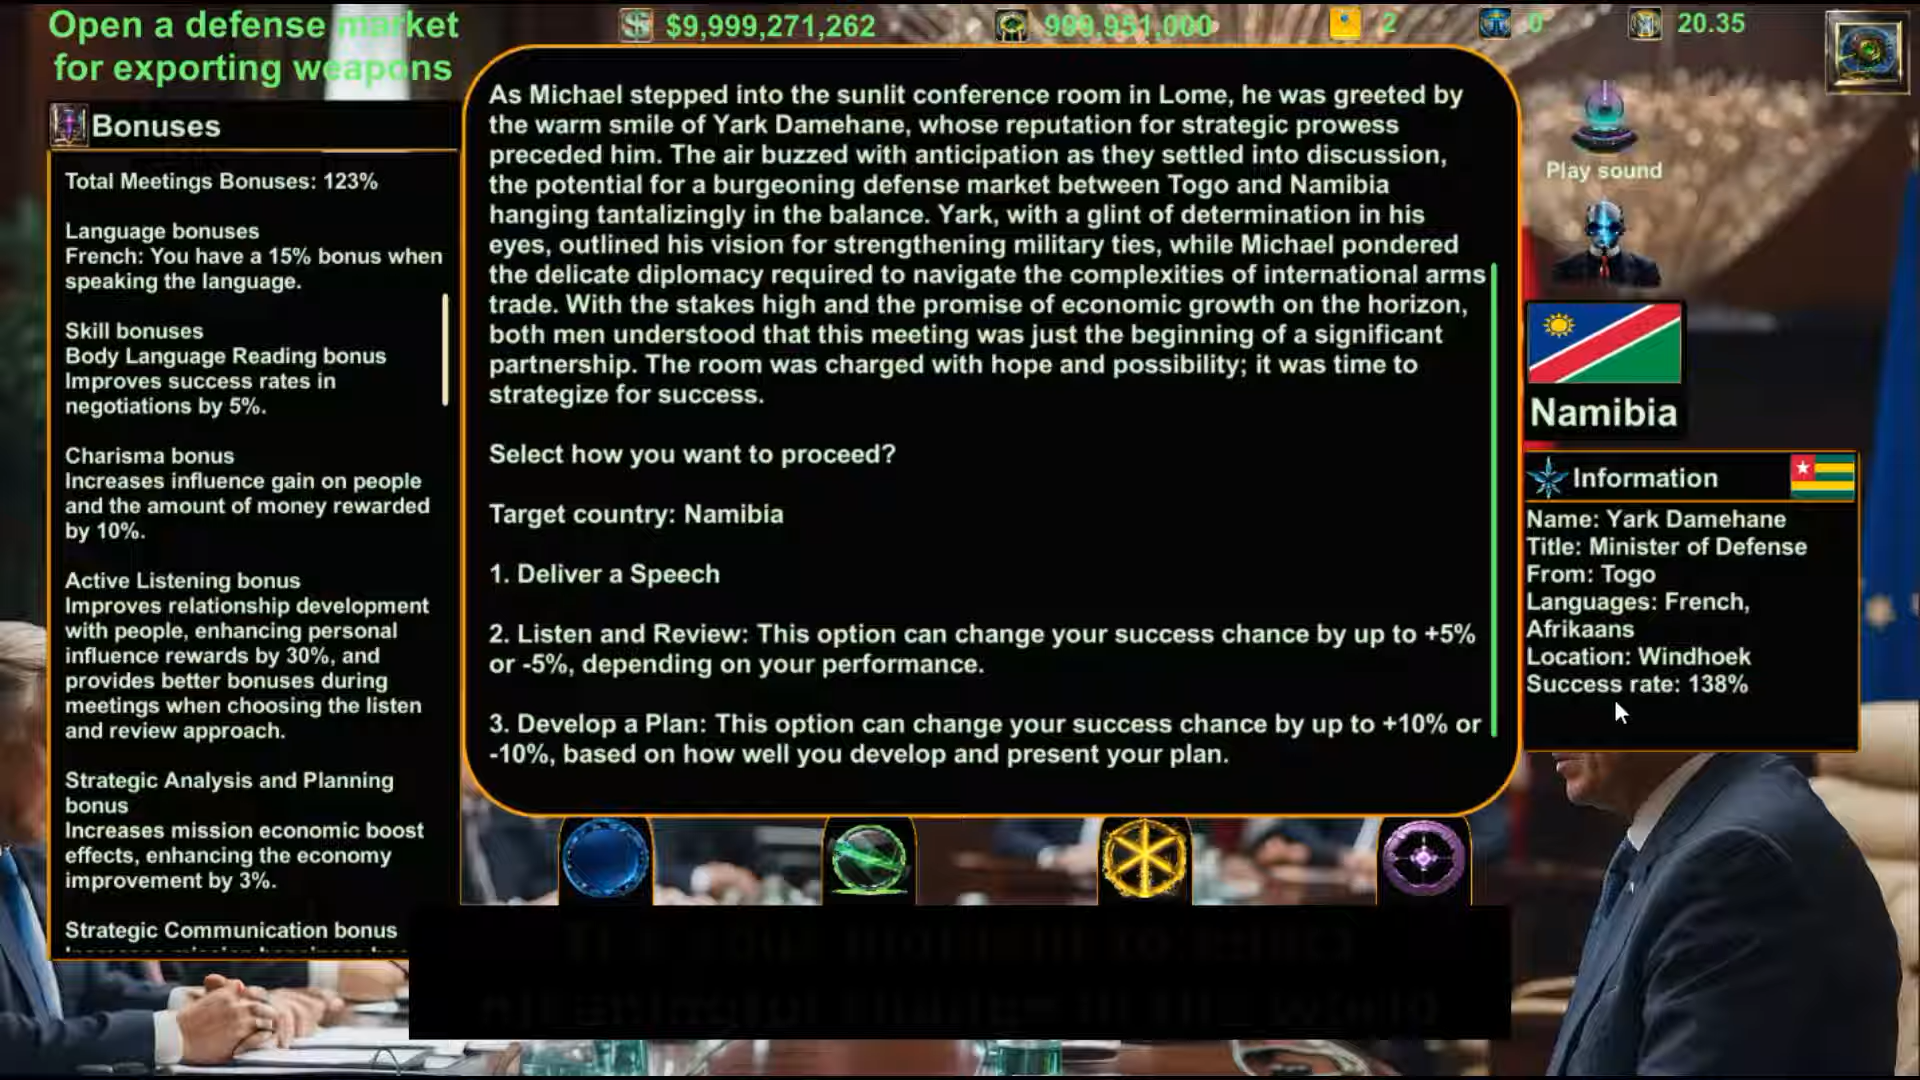 Open a defense market
for exporting weapons
$9,999,271,262
999,951,000
2
0
20.35
Bonuses
Total Meetings Bonuses: 123%
Language bonuses
French: You have a 15% bonus when
speaking the language.
Skill bonuses
Body Language Reading bonus
Improves success rates in
negotiations by 5%.
Charisma bonus
Increases influence gain on people
and the amount of money rewarded
by 10%.
Active Listening bonus
Improves relationship development
with people, enhancing personal
influence rewards by 30%, and
provides better bonuses during
meetings when choosing the listen
and review approach.
Strategic Analysis and Planning
bonus
Increases mission economic boost
effects, enhancing the economy
improvement by 3%.
Strategic Communication bonus
As Michael stepped into the sunlit conference room in Lome, he was greeted by
the warm smile of Yark Damehane, whose reputation for strategic prowess
preceded him. The air buzzed with anticipation as they settled into discussion,
the potential for a burgeoning defense market between Togo and Namibia
hanging tantalizingly in the balance. Yark, with a glint of determination in his
eyes, outlined his vision for strengthening military ties, while Michael pondered
the delicate diplomacy required to navigate the complexities of international arms
trade. With the stakes high and the promise of economic growth on the horizon,
both men understood that this meeting was just the beginning of a significant
partnership. The room was charged with hope and possibility; it was time to
strategize for success.
Select how you want to proceed?
Target country: Namibia
1. Deliver a Speech
2. Listen and Review: This option can change your success chance by up to +5%
or -5%, depending on your performance.
3. Develop a Plan: This option can change your success chance by up to +10% or
-10%, based on how well you develop and present your plan.
Play sound
Namibia
Information
Name: Yark Damehane
Title: Minister of Defense
From: Togo
Languages: French,
Afrikaans
Location: Windhoek
Success rate: 138%